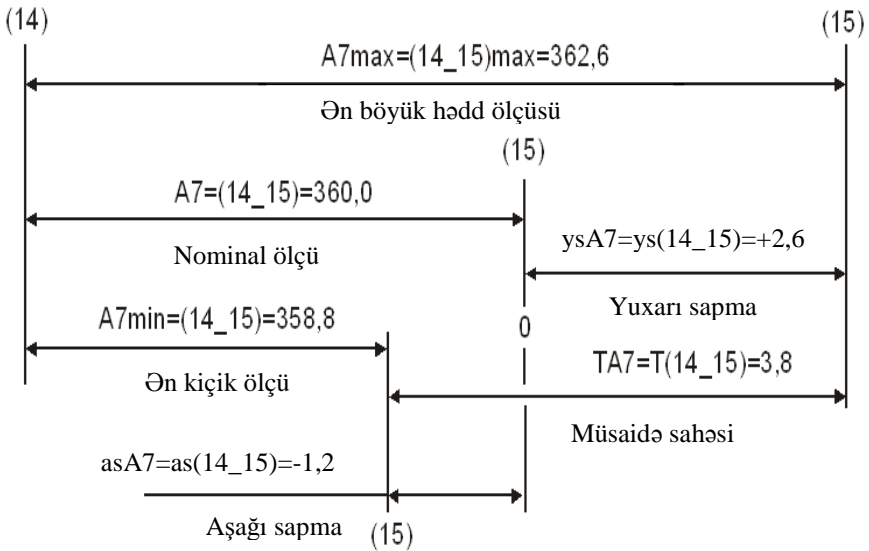 (14)
(15)
A7max=(14_15)max=362,6
Ən böyük hədd ölçüsü
(15)
A7=(14_15)=360,0
Nominal ölçü
ysA7=ys(14_15)=+2,6
Yuxarı sapma
A7min=(14_15)=358,8
0
Ən kiçik ölçü
TA7=T(14_15)=3,8
Müsaidə sahəsi
asA7=as(14_15)=-1,2
Aşağı sapma
(15)